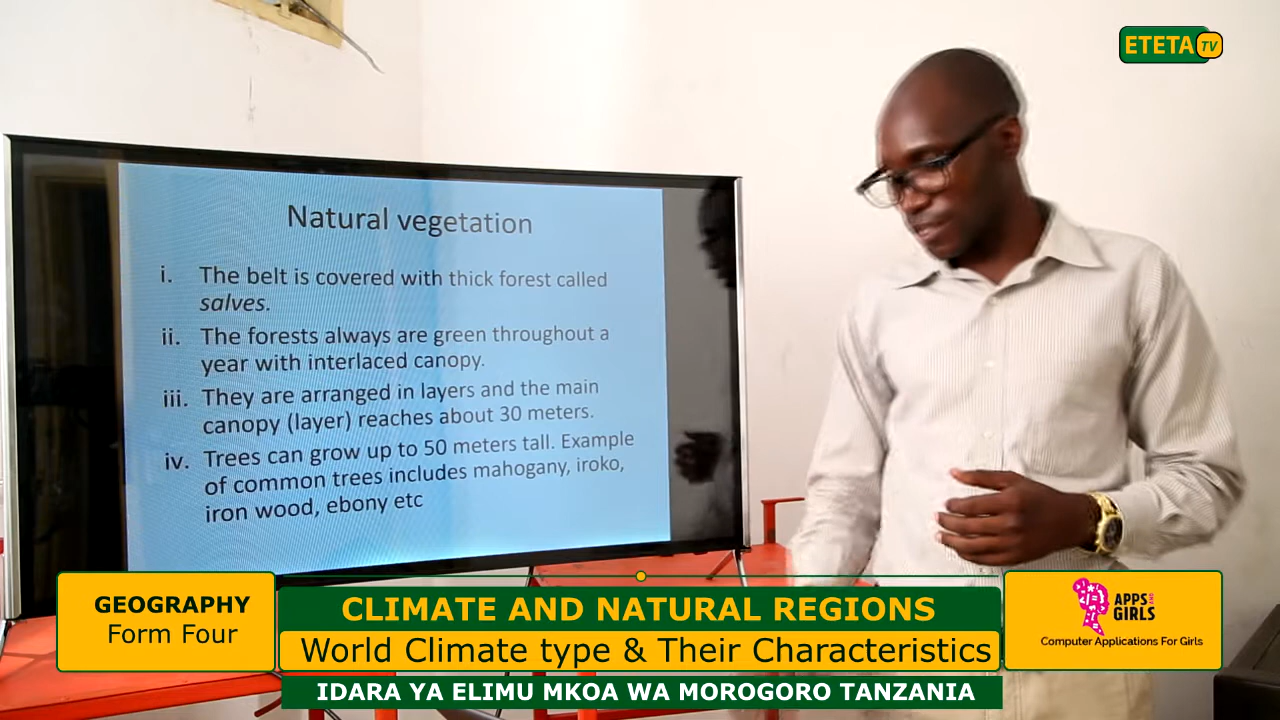 ETETA TV
Natural vegetation
i. The belt is covered with thick forest called
salves.
ii. The forests always are green throughout a
year with interlaced canopy.
iii. They are arranged in layers and the main
canopy (layer) reaches about 30 meters.
iv. Trees can grow up to 50 meters tall. Example
of common trees includes mahogany, iroko,
iron wood, ebony etc
GEOGRAPHY
Form Four
CLIMATE AND NATURAL REGIONS
World Climate type & Their Characteristics
IDARA YA ELIMU MKOA WA MOROGORO TANZANIA
APPS AND
GIRLS
Computer Applications For Girls